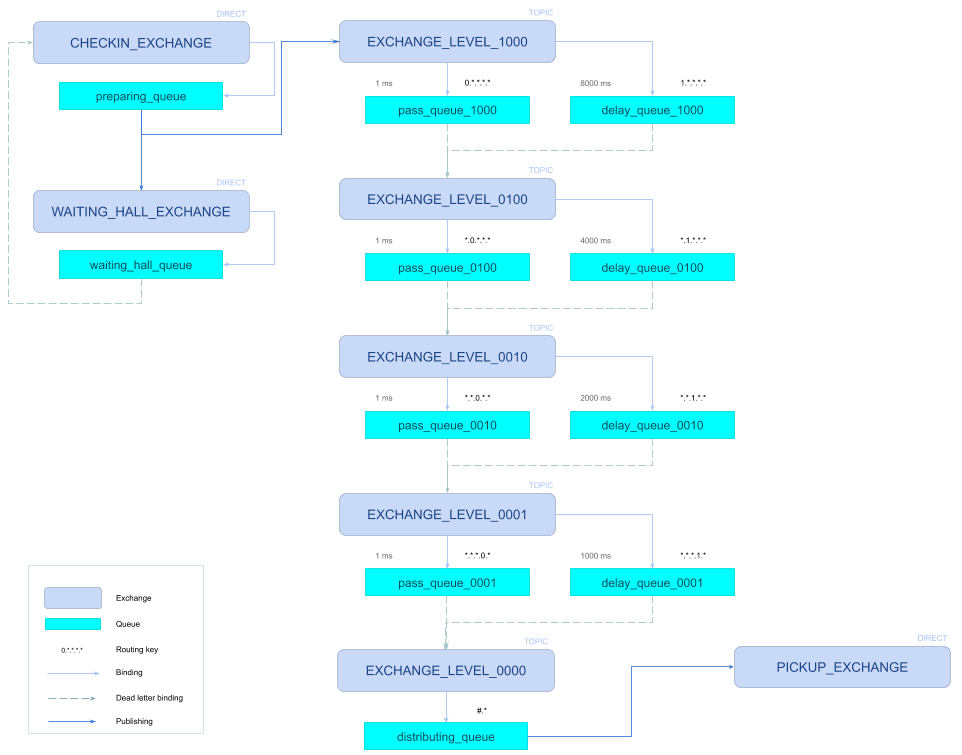 DIRECT
CHECKIN_EXCHANGE
preparing_queue
DIRECT
WAITING_HALL_EXCHANGE
waiting_hall_queue
TOPIC
EXCHANGE_LEVEL_1000
1 ms
0.*.*.*.*
8000 ms
1.*.*.*.*
pass_queue_1000
delay_queue_1000
TOPIC
EXCHANGE_LEVEL_0100
1 ms
*.0.*.*.*
4000 ms
*.1.*.*.*
pass_queue_0100
delay_queue_0100
TOPIC
EXCHANGE_LEVEL_0010
1 ms
*.*.0.*.*
2000 ms
*.*.1.*.*
pass_queue_0010
delay_queue_0010
TOPIC
EXCHANGE_LEVEL_0001
1 ms
*.*.*.0.*
1000 ms
*.*.*.1.*
pass_queue_0001
delay_queue_0001
TOPIC
EXCHANGE_LEVEL_0000
#.*
distributing_queue
DIRECT
PICKUP_EXCHANGE
Exchange
Queue
0.*.*.*.*
Routing key
Binding
Dead letter binding
Publishing